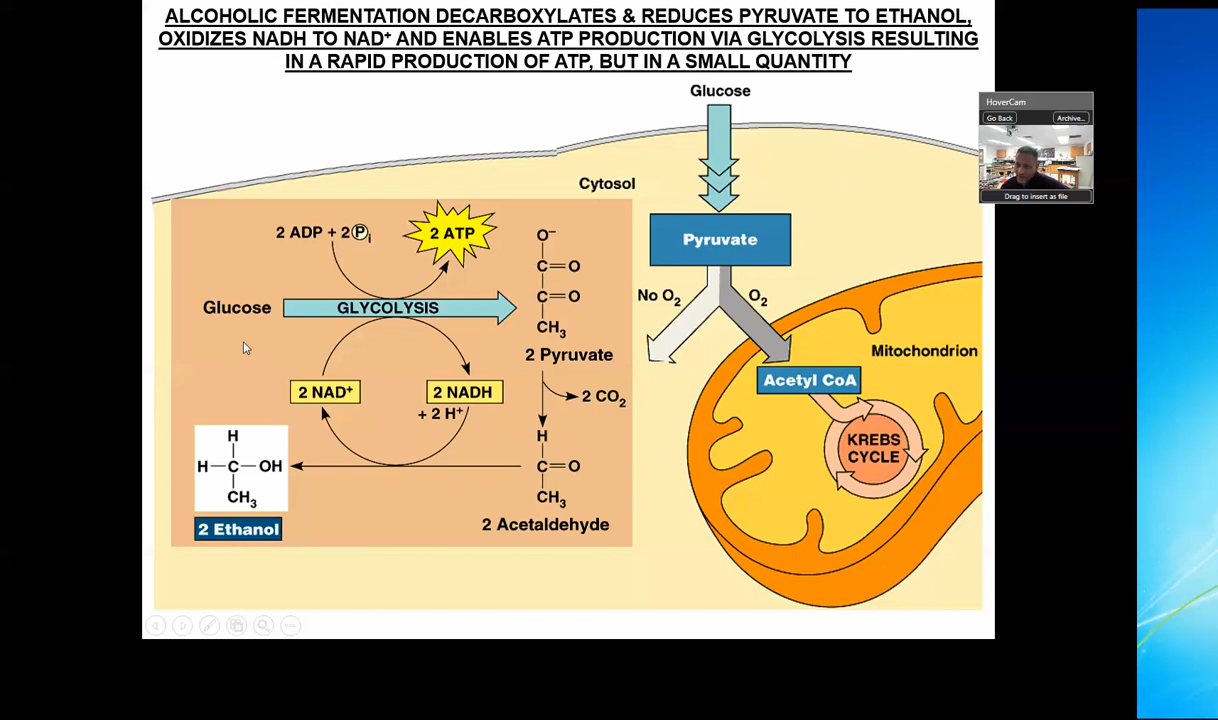 ALCOHOLIC FERMENTATION DECARBOXYLATES & REDUCES PYRUVATE TO ETHANOL,
OXIDIZES NADH TO NAD⁺ AND ENABLES ATP PRODUCTION VIA GLYCOLYSIS RESULTING
IN A RAPID PRODUCTION OF ATP, BUT IN A SMALL QUANTITY
Glucose
HoverCam
Go Back
Archive...
Drag to insert as file
Cytosol
2 ADP + 2 Pi
2 ATP
Glucose
GLYCOLYSIS
O⁻
C=O
C=O
CH₃
2 Pyruvate
Pyruvate
No O₂
O₂
Mitochondrion
Acetyl CoA
KREBS
CYCLE
2 NAD⁺
2 NADH
+ 2 H⁺
2 CO₂
H
H—C—OH
CH₃
2 Ethanol
H
C=O
CH₃
2 Acetaldehyde